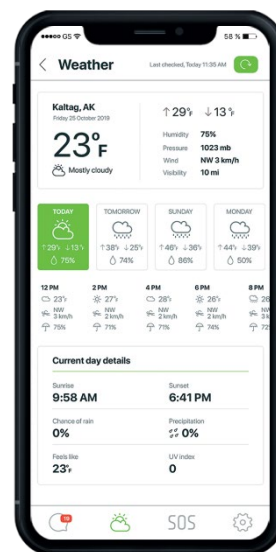 GS 58 %
Weather Last checked, Today 11:35 AM
Kaltag, AK
Friday 25 October 2019
23°F
Mostly cloudy
↑ 29°F ↓ 13°F
Humidity 75%
Pressure 1023 mb
Wind NW 3 km/h
Visibility 10 mi
TODAY TOMORROW SUNDAY MONDAY
↑29°F ↓13°F ↑38°F ↓25°F ↑46°F ↓36°F ↑44°F ↓39°F
75% 74% 86% 50%
12 PM 2 PM 4 PM 6 PM 8 PM
23°F 27°F 28°F 26°F 26
NW NW NW NW NW
3 km/h 2 km/h 2 km/h 2 km/h
75% 71% 71% 74% 72
Current day details
Sunrise Sunset
9:58 AM 6:41 PM
Chance of rain Precipitation
0% 0%
Feels like UV index
23°F 0
SOS